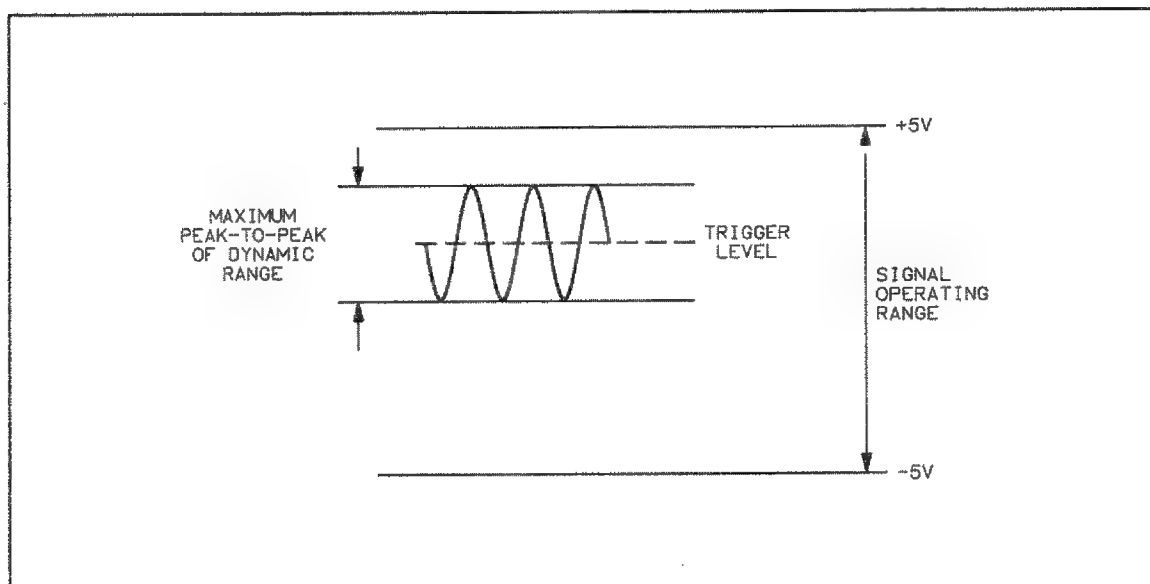 +5V
MAXIMUM
PEAK-TO-PEAK
OF DYNAMIC
RANGE
TRIGGER
LEVEL
SIGNAL
OPERATING
RANGE
-5V